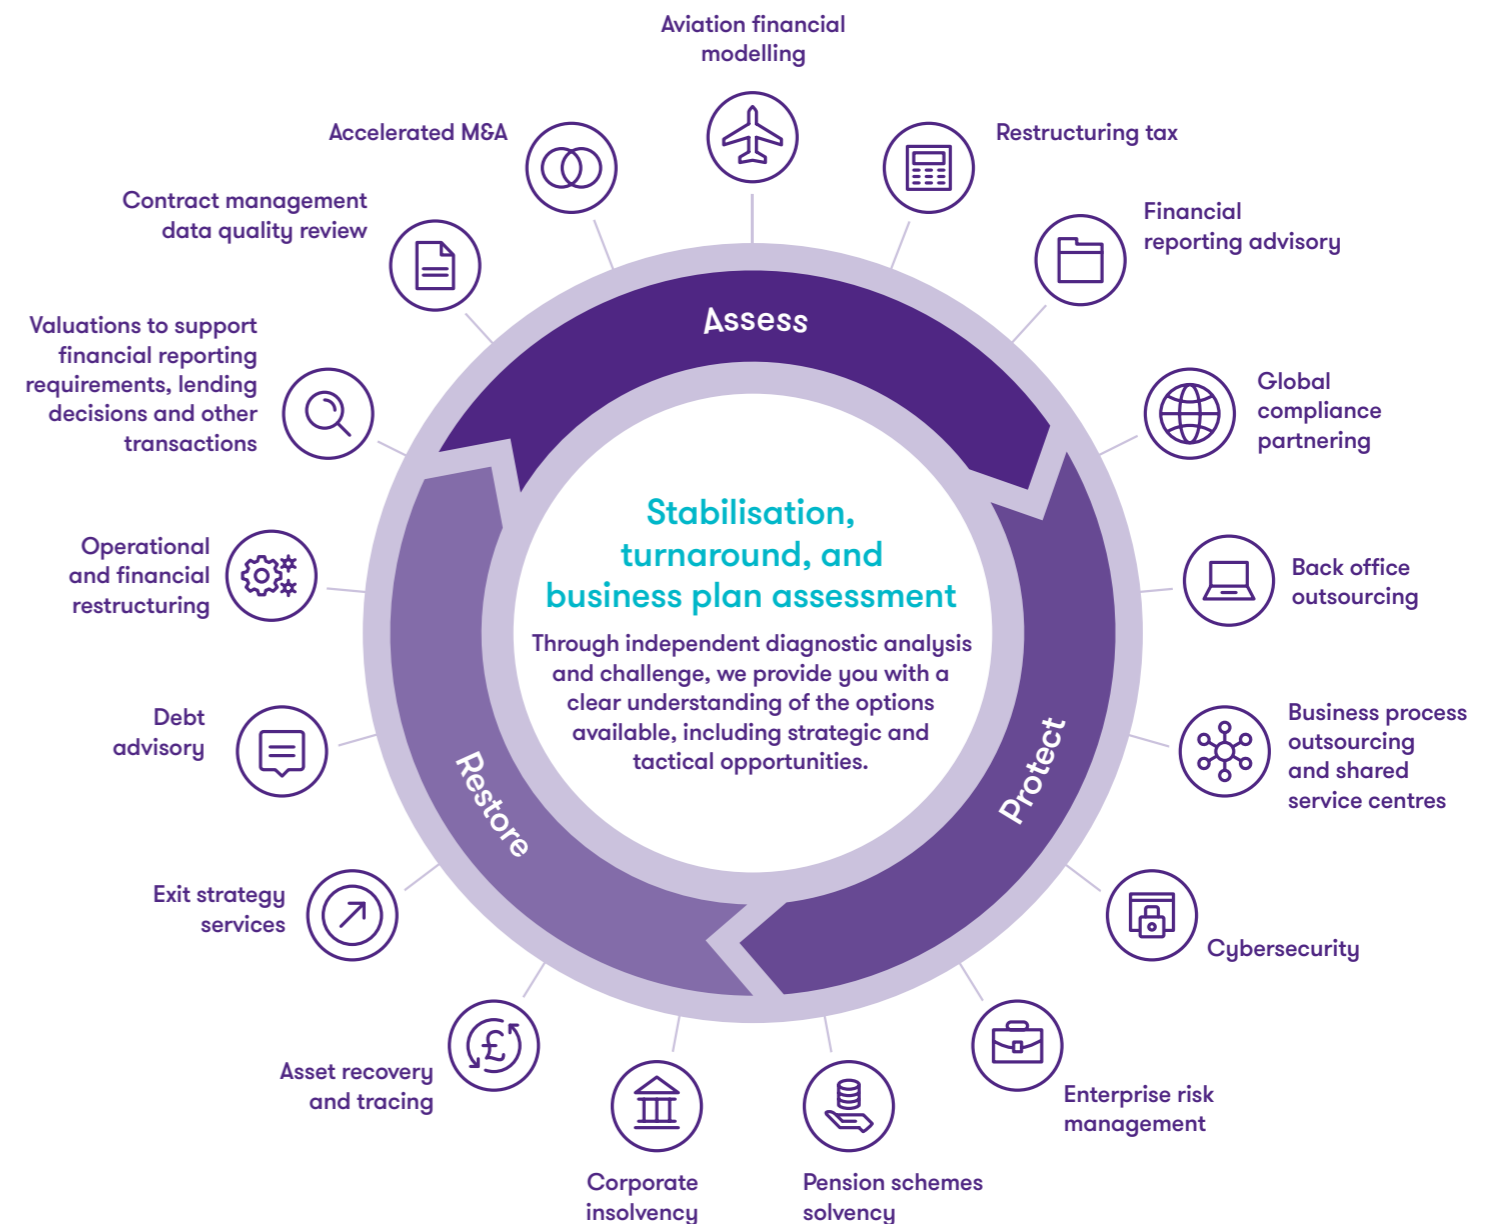 Aviation financial
modelling
Accelerated M&A
Restructuring tax
Contract management
data quality review
Financial
reporting advisory
Valuations to support
financial reporting
requirements, lending
decisions and other
transactions
Global
compliance
partnering
Assess
Operational
and financial
restructuring
Back office
outsourcing
Stabilisation,
turnaround, and
business plan assessment
Through independent diagnostic analysis
and challenge, we provide you with a
clear understanding of the options
available, including strategic and
tactical opportunities.
Debt
advisory
Business process
outsourcing
and shared
service centres
Restore
Protect
Exit strategy
services
Cybersecurity
£
Asset recovery
and tracing
Enterprise risk
management
Corporate
insolvency
Pension schemes
solvency